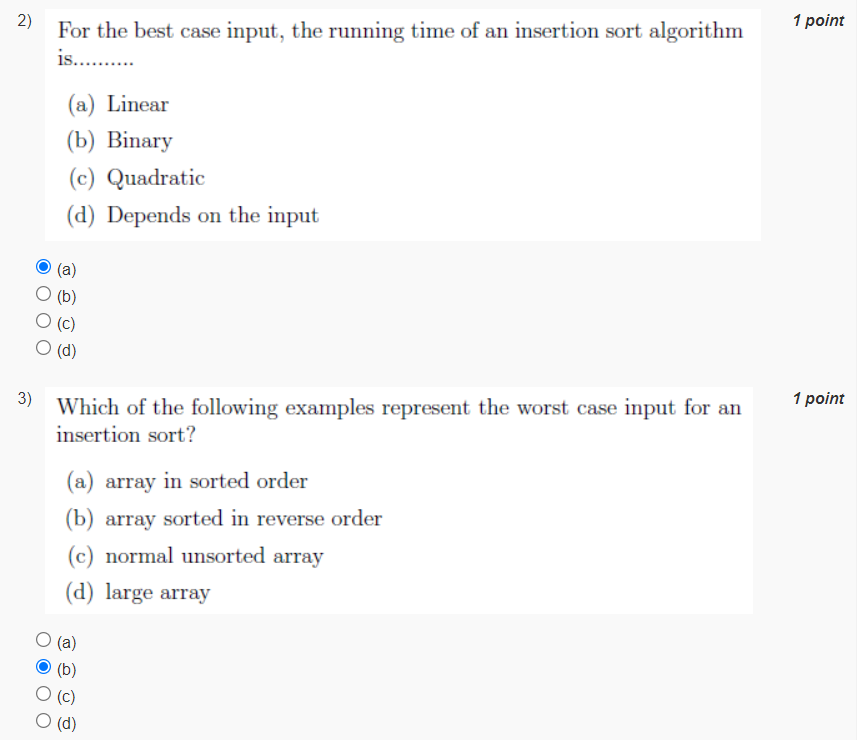 2)
1 point
For the best case input, the running time of an insertion sort algorithm
is..........
(a) Linear
(b) Binary
(c) Quadratic
(d) Depends on the input
(a)
(b)
(c)
(d)
3)
1 point
Which of the following examples represent the worst case input for an
insertion sort?
(a) array in sorted order
(b) array sorted in reverse order
(c) normal unsorted array
(d) large array
(a)
(b)
(c)
(d)